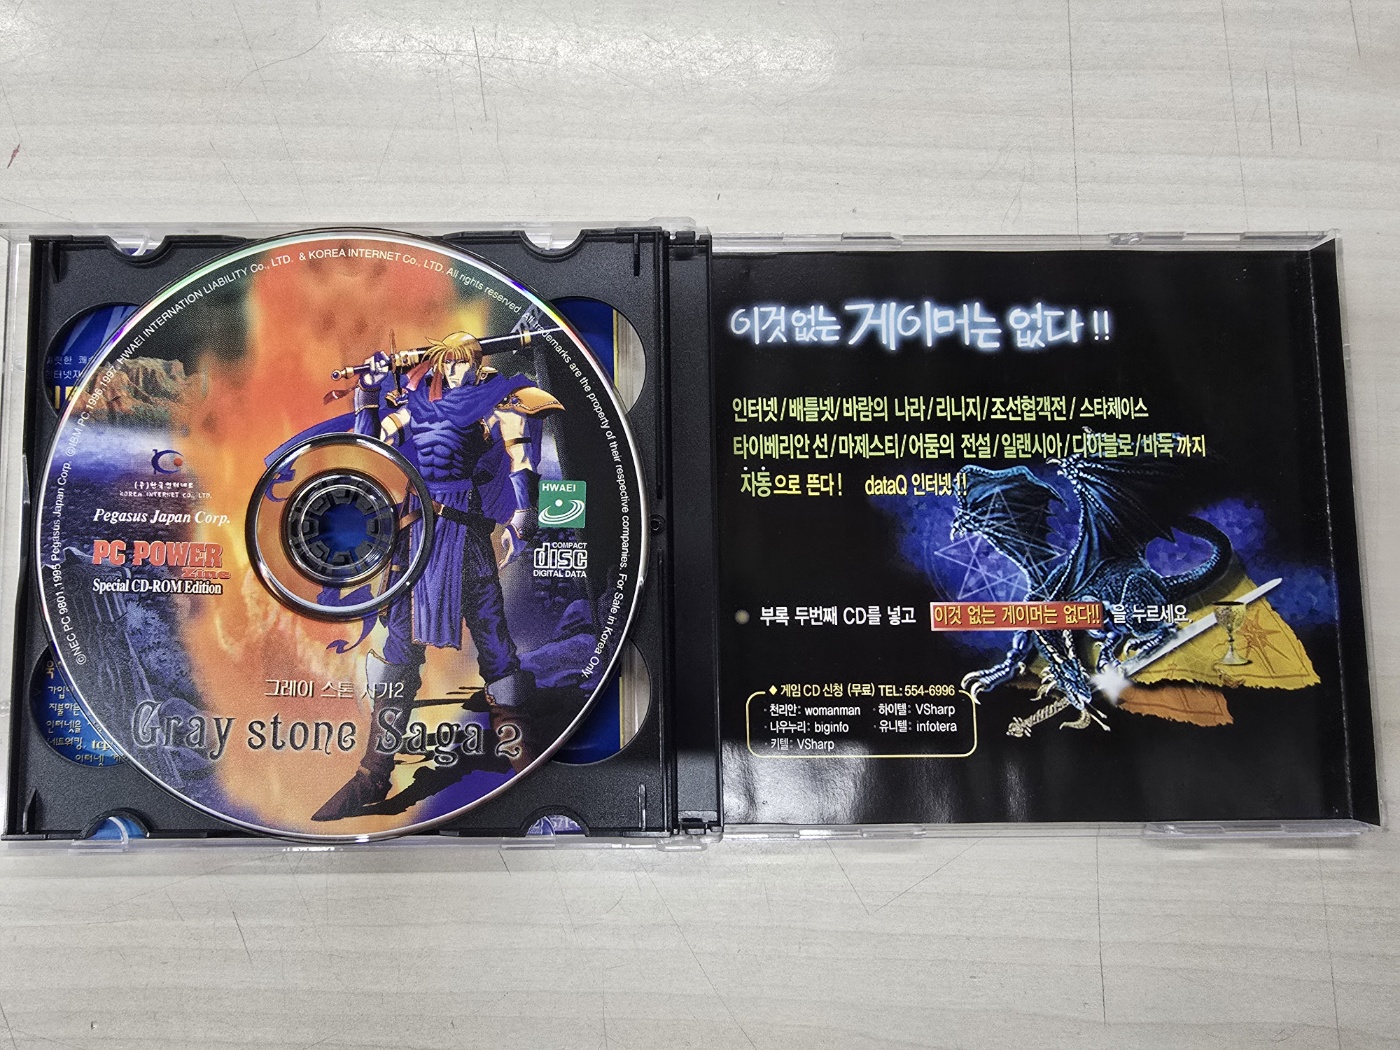 ©NEC PC 9801,1995 Pegasus Japan Corp. ©IBM PC 1996,1997, HWAEI INTERNATION LIABILITY Co., LTD. & KOREA INTERNET Co., LTD. All rights reserved. All trademarks are the property of their respective companies. For Sale in Korea Only.
(주)한국인터네트
KOREA INTERNET CO., LTD.
Pegasus Japan Corp.
PC POWER
Zine
Special CD-ROM Edition
HWAEI
COMPACT
disc
DIGITAL DATA
그레이 스톤 사가2
Gray stone Saga 2
이것 없는 게이머는 없다 !!
인터넷/배틀넷/바람의 나라/리니지/조선협객전/스타체이스
타이베리안 선/마제스티/어둠의 전설/일랜시아/디아블로/바둑까지
자동으로 뜬다! dataQ 인터넷!!
부록 두번째 CD를 넣고 이것 없는 게이머는 없다!! 을 누르세요.
◆ 게임 CD 신청 (무료) TEL: 554-6996
· 천리안: womanman · 하이텔: VSharp
· 나우누리: biginfo · 유니텔: infotera
· 키텔: VSharp